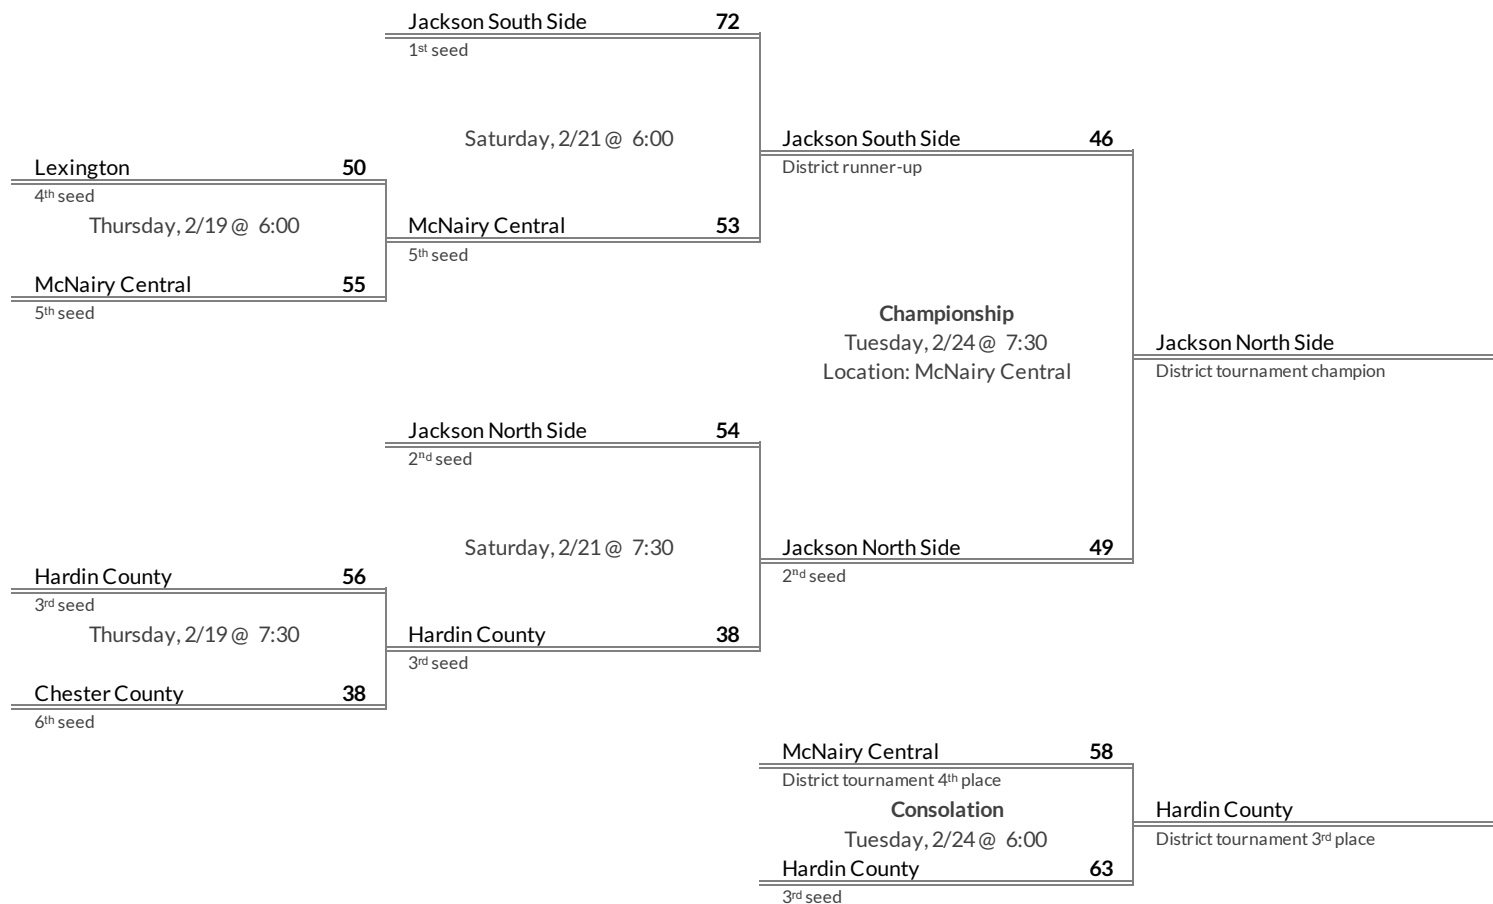 Jackson South Side 72
1st seed
Saturday, 2/21 @ 6:00
Jackson South Side 46
District runner-up
Lexington 50
4th seed
Thursday, 2/19 @ 6:00
McNairy Central 53
5th seed
McNairy Central 55
5th seed
Championship
Tuesday, 2/24 @ 7:30
Location: McNairy Central
Jackson North Side
District tournament champion
Jackson North Side 54
2nd seed
Saturday, 2/21 @ 7:30
Jackson North Side 49
2nd seed
Hardin County 56
3rd seed
Thursday, 2/19 @ 7:30
Hardin County 38
3rd seed
Chester County 38
6th seed
McNairy Central 58
District tournament 4th place
Consolation
Tuesday, 2/24 @ 6:00
Hardin County
District tournament 3rd place
Hardin County 63
3rd seed